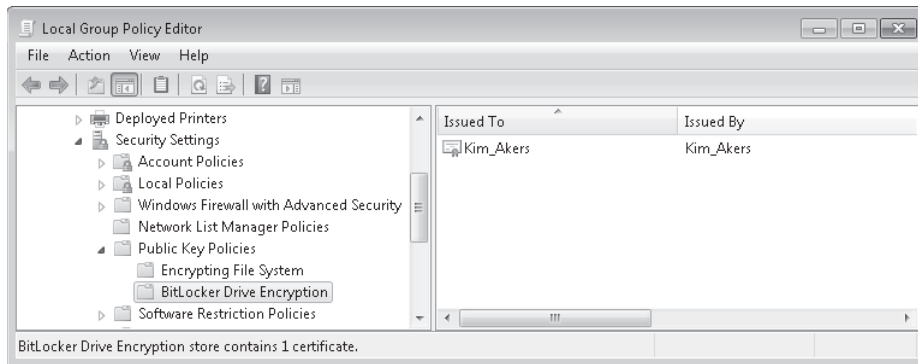 Local Group Policy Editor
File Action View Help
Deployed Printers
Security Settings
Account Policies
Local Policies
Windows Firewall with Advanced Security
Network List Manager Policies
Public Key Policies
Encrypting File System
BitLocker Drive Encryption
Software Restriction Policies
Issued To Issued By
Kim_Akers Kim_Akers
BitLocker Drive Encryption store contains 1 certificate.